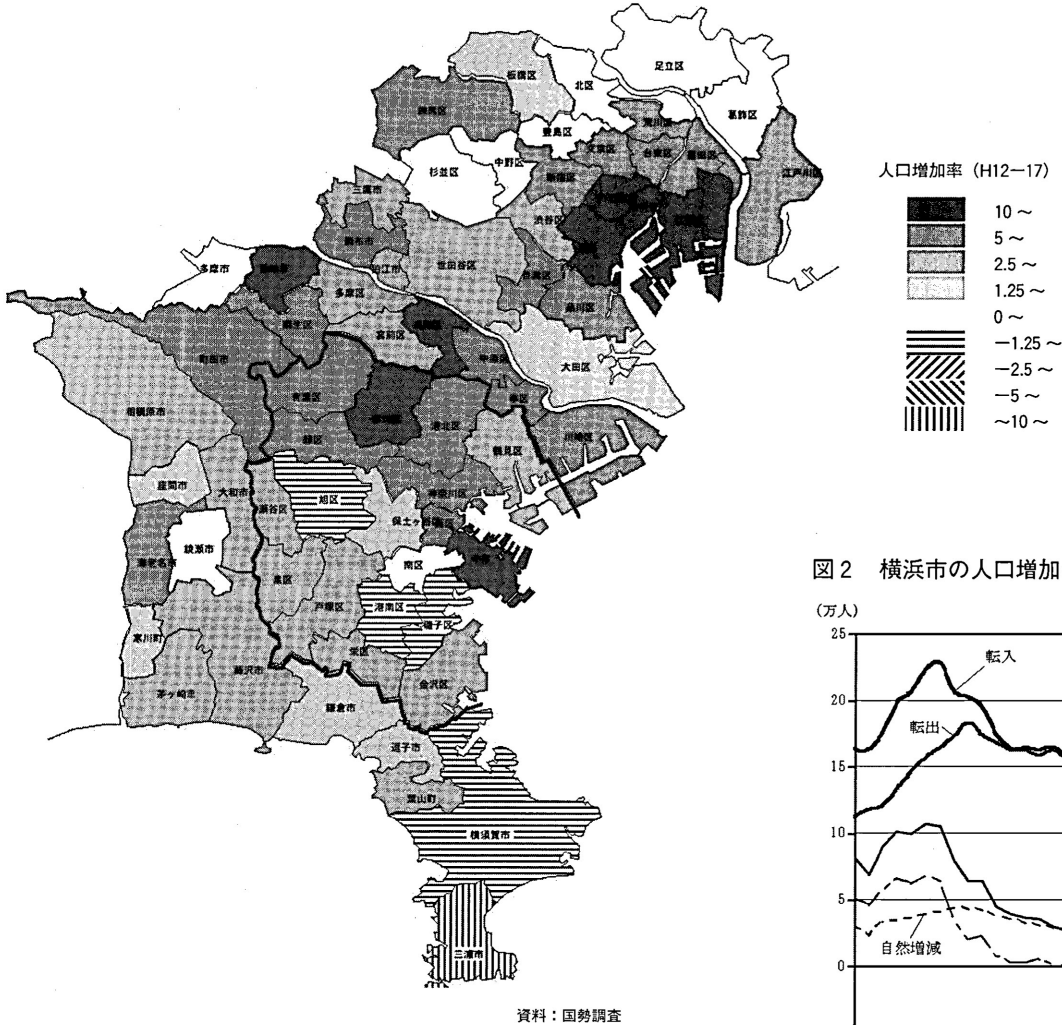 足立区
板橋区
北区
葛飾区
練馬区
豊島区
荒川区
文京区
台東区
墨田区
中野区
杉並区
新宿区
江戸川区
三鷹市
渋谷区
調布市
世田谷区
多摩市
狛江市
目黒区
多摩区
品川区
麻生区
宮前区
町田市
中原区
大田区
青葉区
幸区
相模原市
港北区
川崎区
緑区
鶴見区
座間市
大和市
旭区
神奈川区
瀬谷区
保土ヶ谷区
海老名市
綾瀬市
南区
中区
泉区
戸塚区
港南区
磯子区
寒川町
栄区
藤沢市
金沢区
茅ヶ崎市
鎌倉市
逗子市
葉山町
横須賀市
三浦市
資料：国勢調査
人口増加率（H12−17）
10～
5～
2.5～
1.25～
0～
−1.25～
−2.5～
−5～
～10～
図2　横浜市の人口増加
（万人）
25
転入
20
転出
15
10
5
自然増減
0